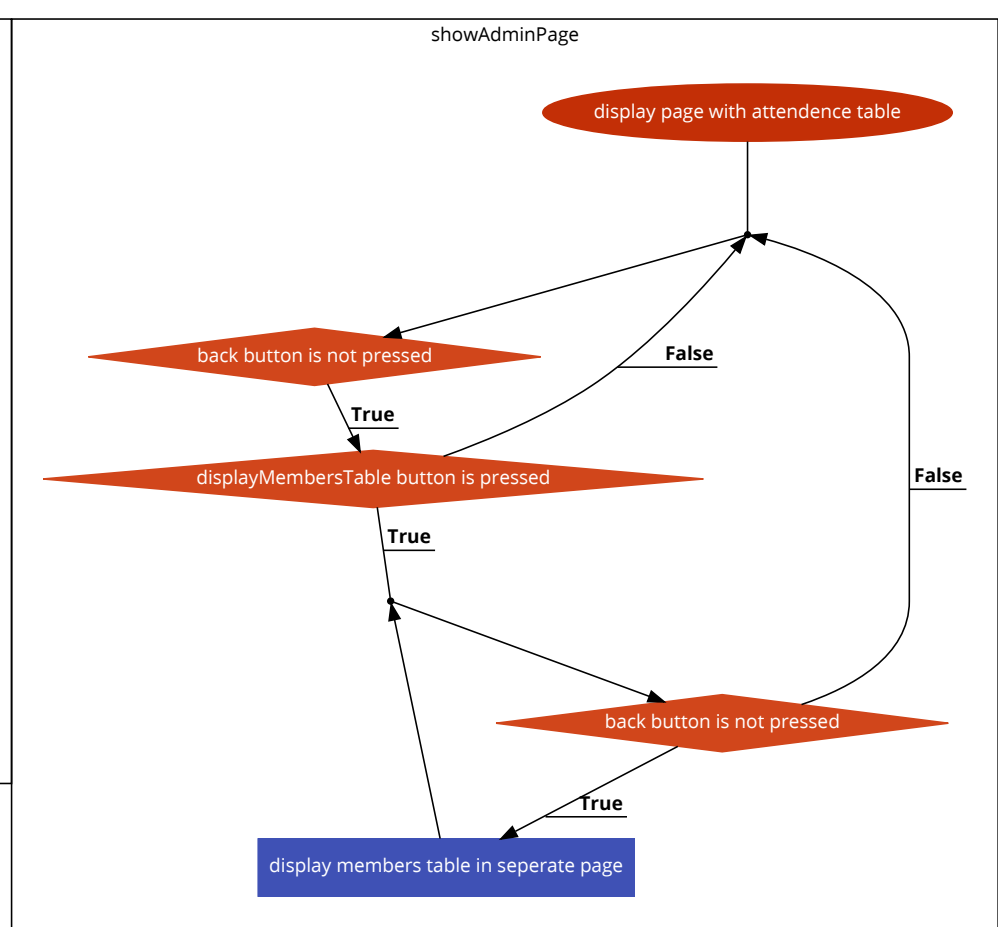 showAdminPage
display page with attendence table
back button is not pressed
False
True
displayMembersTable button is pressed
False
True
back button is not pressed
True
display members table in seperate page